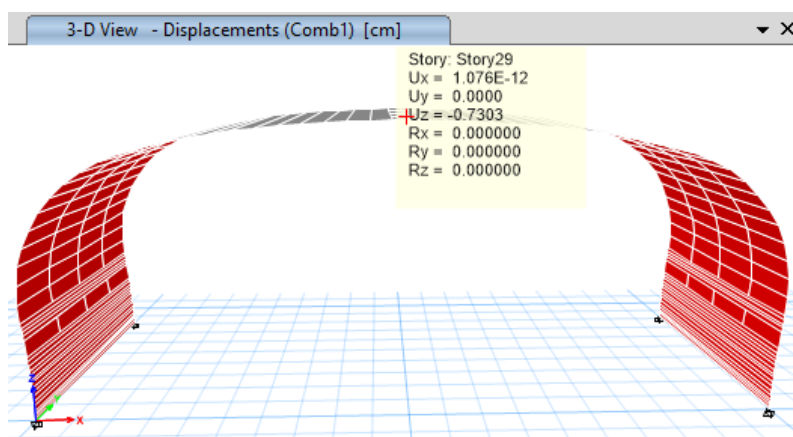 3-D View - Displacements (Comb1) [cm]
Story: Story29
Ux = 1.076E-12
Uy = 0.0000
Uz = -0.7303
Rx = 0.000000
Ry = 0.000000
Rz = 0.000000
Z
Y
X